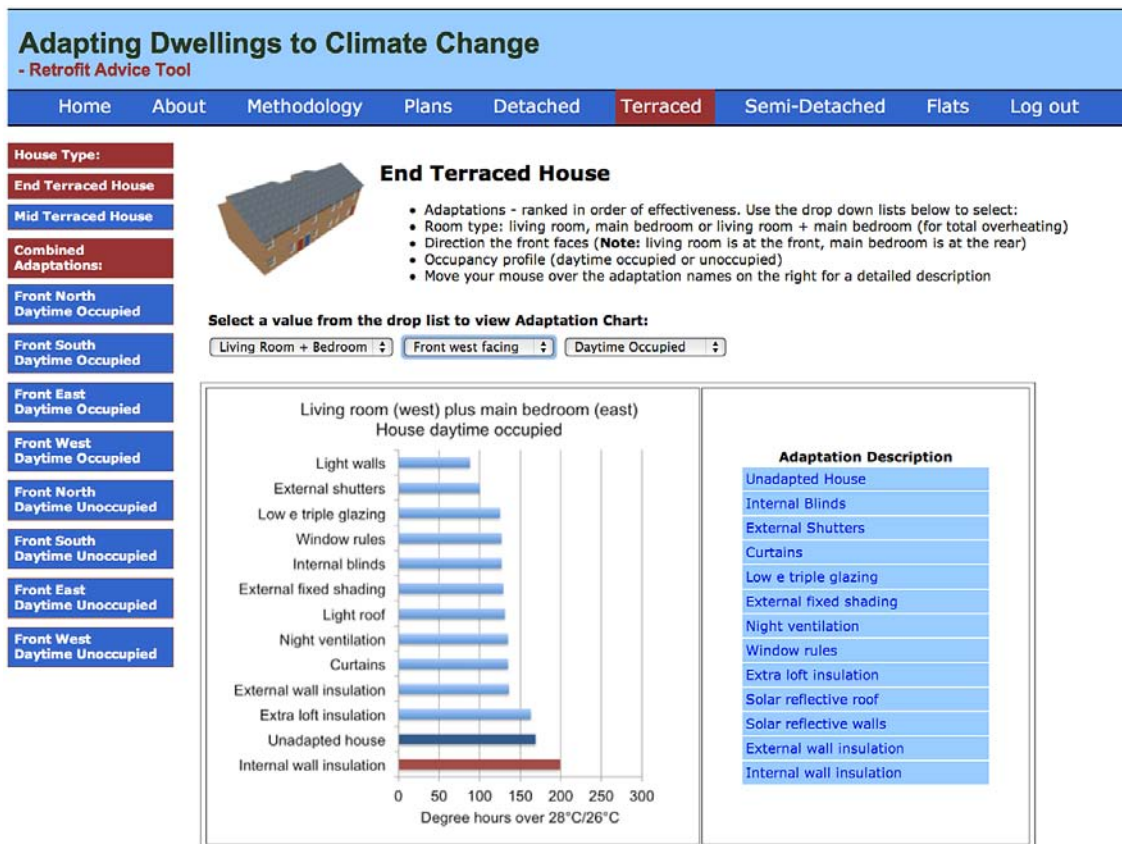 Adapting Dwellings to Climate Change
- Retrofit Advice Tool
Home About Methodology Plans Detached Terraced Semi-Detached Flats Log out
House Type:
End Terraced House
Mid Terraced House
Combined
Adaptations:
Front North
Daytime Occupied
Front South
Daytime Occupied
Front East
Daytime Occupied
Front West
Daytime Occupied
Front North
Daytime Unoccupied
Front South
Daytime Unoccupied
Front East
Daytime Unoccupied
Front West
Daytime Unoccupied
End Terraced House
• Adaptations - ranked in order of effectiveness. Use the drop down lists below to select:
• Room type: living room, main bedroom or living room + main bedroom (for total overheating)
• Direction the front faces (Note: living room is at the front, main bedroom is at the rear)
• Occupancy profile (daytime occupied or unoccupied)
• Move your mouse over the adaptation names on the right for a detailed description
Select a value from the drop list to view Adaptation Chart:
Living Room + Bedroom Front west facing Daytime Occupied
Living room (west) plus main bedroom (east)
House daytime occupied
Light walls
External shutters
Low e triple glazing
Window rules
Internal blinds
External fixed shading
Light roof
Night ventilation
Curtains
External wall insulation
Extra loft insulation
Unadapted house
Internal wall insulation
0 50 100 150 200 250 300
Degree hours over 28°C/26°C
Adaptation Description
Unadapted House
Internal Blinds
External Shutters
Curtains
Low e triple glazing
External fixed shading
Night ventilation
Window rules
Extra loft insulation
Solar reflective roof
Solar reflective walls
External wall insulation
Internal wall insulation